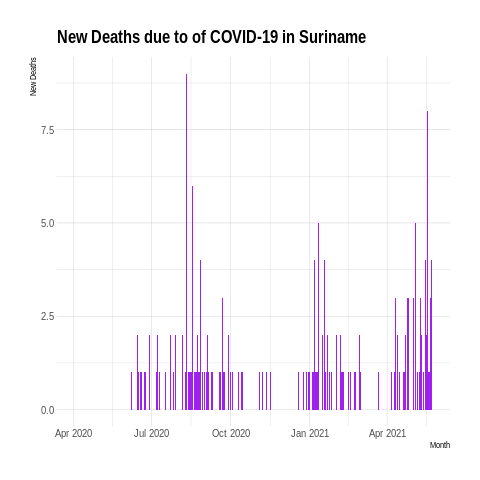 New Deaths due to of COVID-19 in Suriname
New Deaths
7.5
5.0
2.5
0.0
Apr 2020 Jul 2020 Oct 2020 Jan 2021 Apr 2021
Month